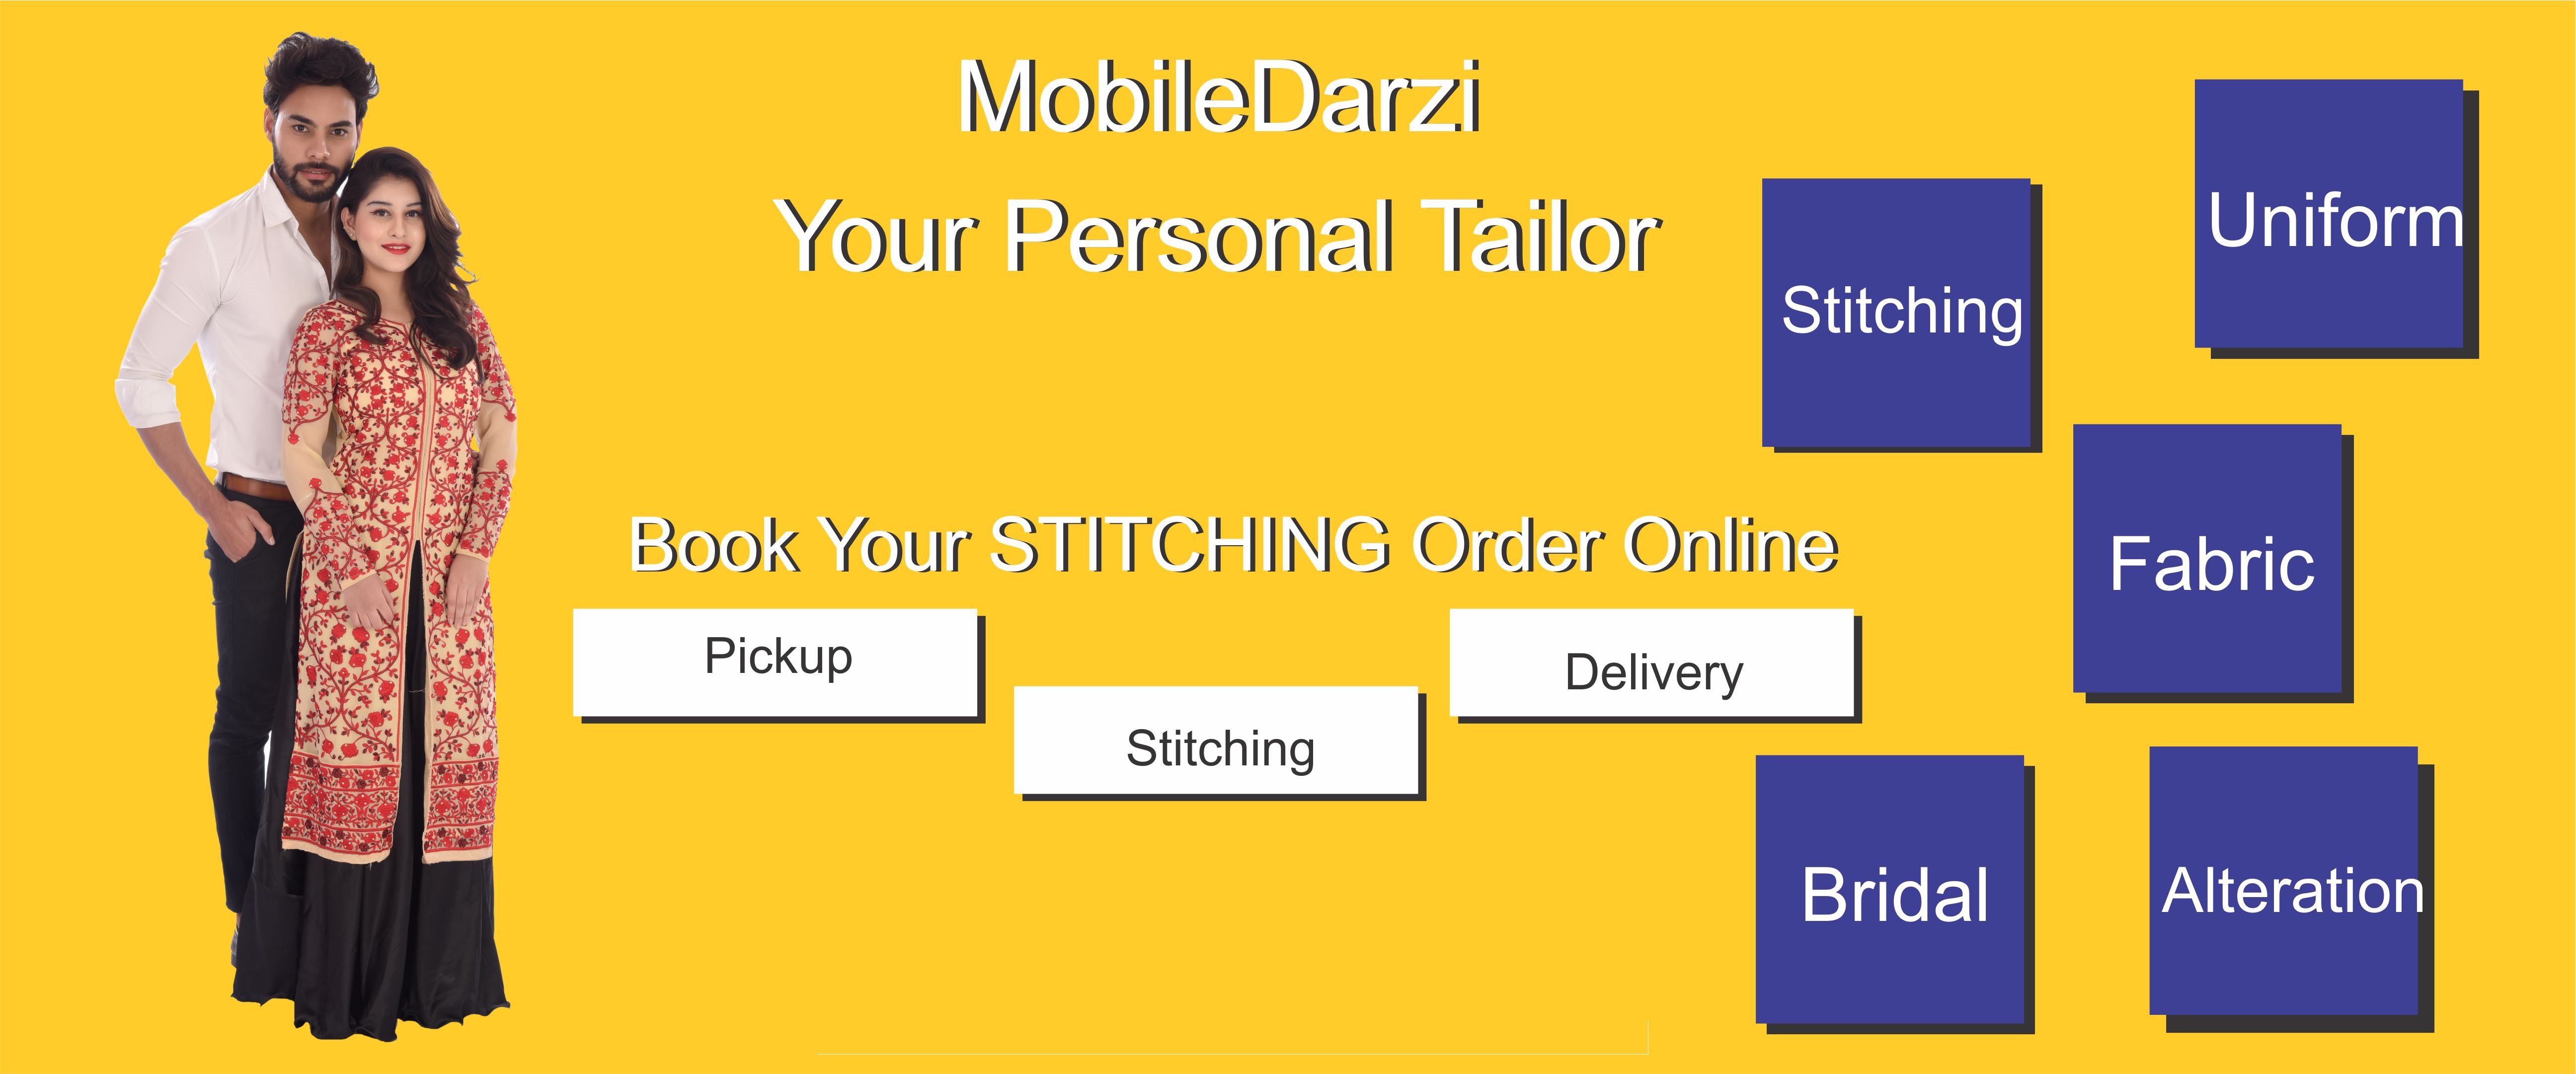 MobileDarzi
Your Personal Tailor
Book Your STITCHING Order Online
Pickup
Stitching
Delivery
Stitching
Uniform
Fabric
Bridal
Alteration